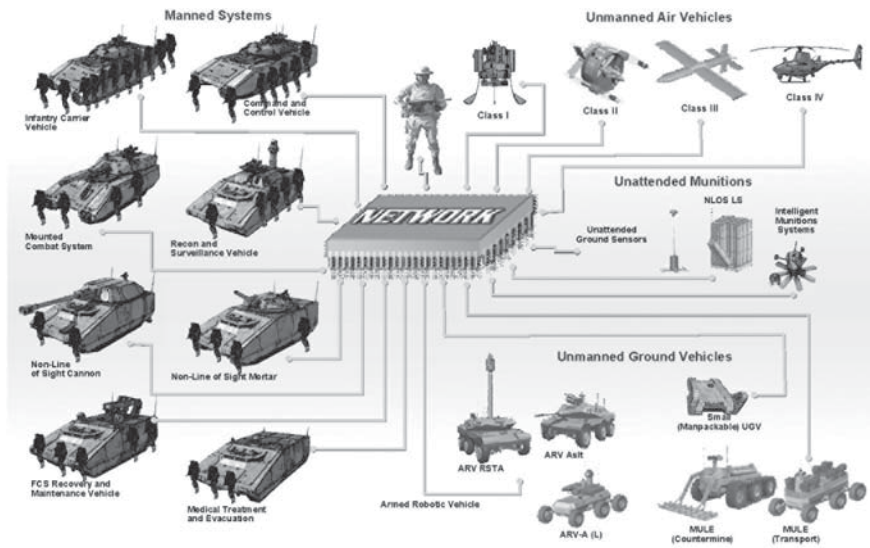 Manned Systems
Unmanned Air Vehicles
Infantry Carrier
Vehicle
Command and
Control Vehicle
Class I
Class II
Class III
Class IV
Mounted
Combat System
Recon and
Surveillance Vehicle
NETWORK
Unattended Munitions
Unattended
Ground Sensors
NLOS LS
Intelligent
Munitions
Systems
Non-Line
of Sight Cannon
Non-Line of Sight Mortar
Unmanned Ground Vehicles
FCS Recovery and
Maintenance Vehicle
Medical Treatment
and Evacuation
ARV RSTA
ARV Aslt
Armed Robotic Vehicle
ARV-A (L)
Small
(Manpackable) UGV
MULE
(Countermine)
MULE
(Transport)